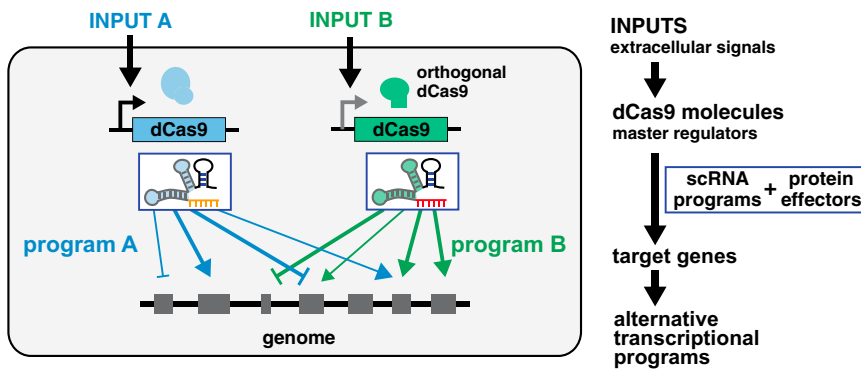 INPUT A
INPUT B
orthogonal
dCas9
dCas9
dCas9
program A
program B
genome
INPUTS
extracellular signals
dCas9 molecules
master regulators
scRNA + protein
programs effectors
target genes
alternative
transcriptional
programs